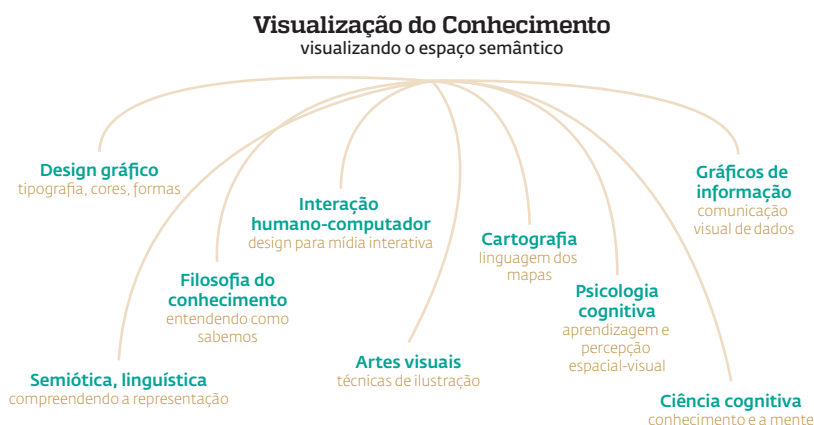 Visualização do Conhecimento
visualizando o espaço semântico
Design gráfico
tipografia, cores, formas
Gráficos de
informação
comunicação
visual de dados
Interação
humano-computador
design para mídia interativa
Cartografia
linguagem dos
mapas
Filosofia do
conhecimento
entendendo como
sabemos
Psicologia
cognitiva
aprendizagem e
percepção
espacial-visual
Semiótica, linguística
compreendendo a representação
Artes visuais
técnicas de ilustração
Ciência cognitiva
conhecimento e a mente